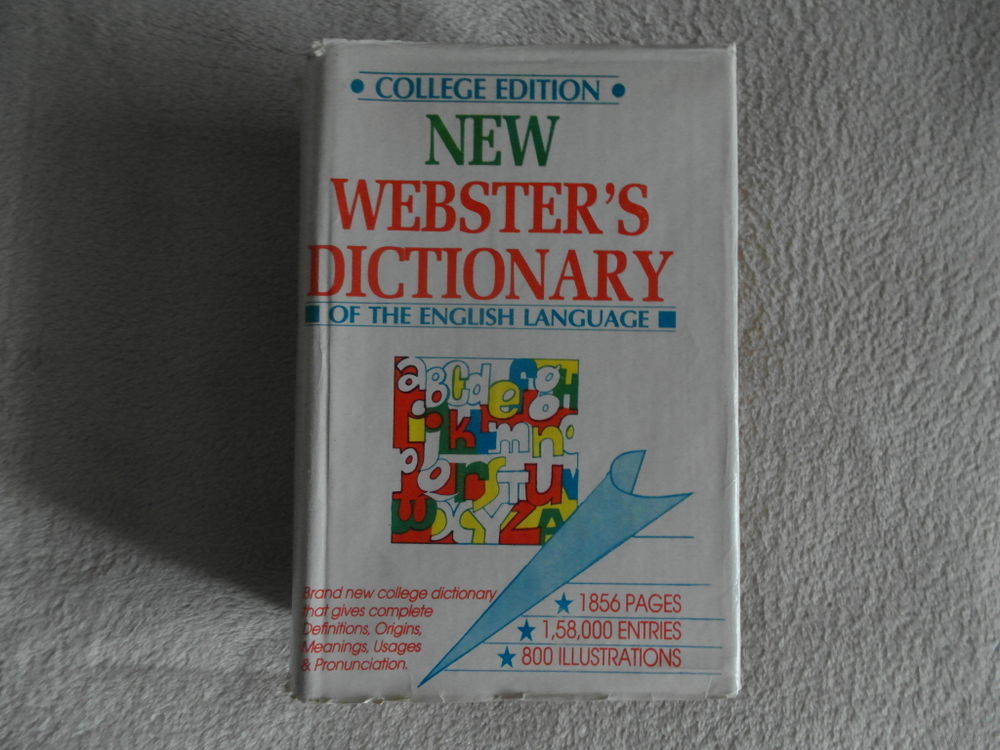 COLLEGE EDITION
NEW
WEBSTER'S
DICTIONARY
OF THE ENGLISH LANGUAGE
Brand new college dictionary
that gives complete
Definitions, Origins,
Meanings, Usages
& Pronunciation.
1856 PAGES
1,58,000 ENTRIES
800 ILLUSTRATIONS